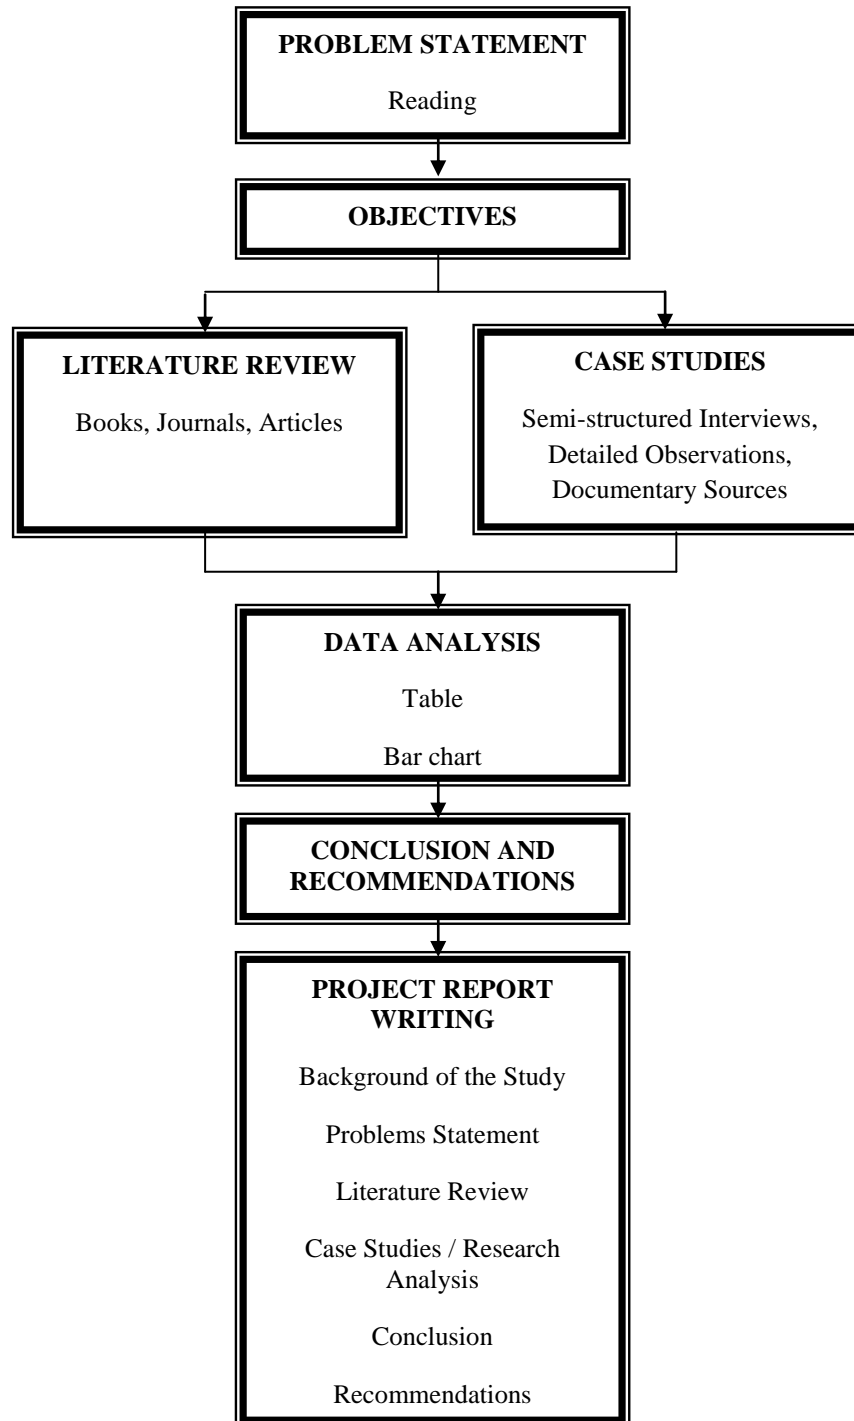 PROBLEM STATEMENT
Reading
OBJECTIVES
LITERATURE REVIEW
Books, Journals, Articles
CASE STUDIES
Semi-structured Interviews,
Detailed Observations,
Documentary Sources
DATA ANALYSIS
Table
Bar chart
CONCLUSION AND
RECOMMENDATIONS
PROJECT REPORT
WRITING
Background of the Study
Problems Statement
Literature Review
Case Studies / Research
Analysis
Conclusion
Recommendations